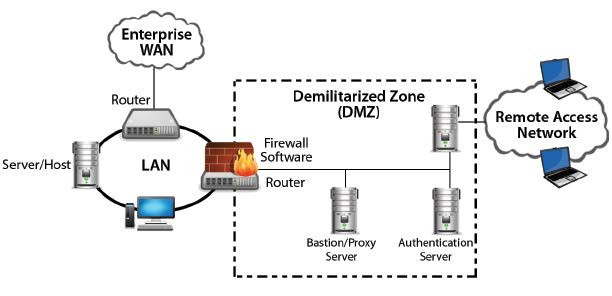 Enterprise
WAN
Router
Server/Host
LAN
Firewall
Software
Router
Demilitarized Zone
(DMZ)
Bastion/Proxy
Server
Authentication
Server
Remote Access
Network